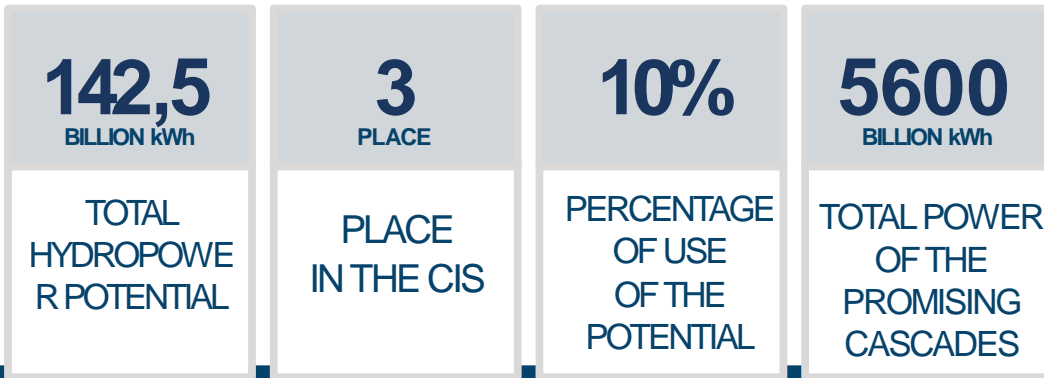 142,5
BILLION kWh
TOTAL
HYDROPOWE
R POTENTIAL
3
PLACE
PLACE
IN THE CIS
10%
PERCENTAGE
OF USE
OF THE
POTENTIAL
5600
BILLION kWh
TOTAL POWER
OF THE
PROMISING
CASCADES